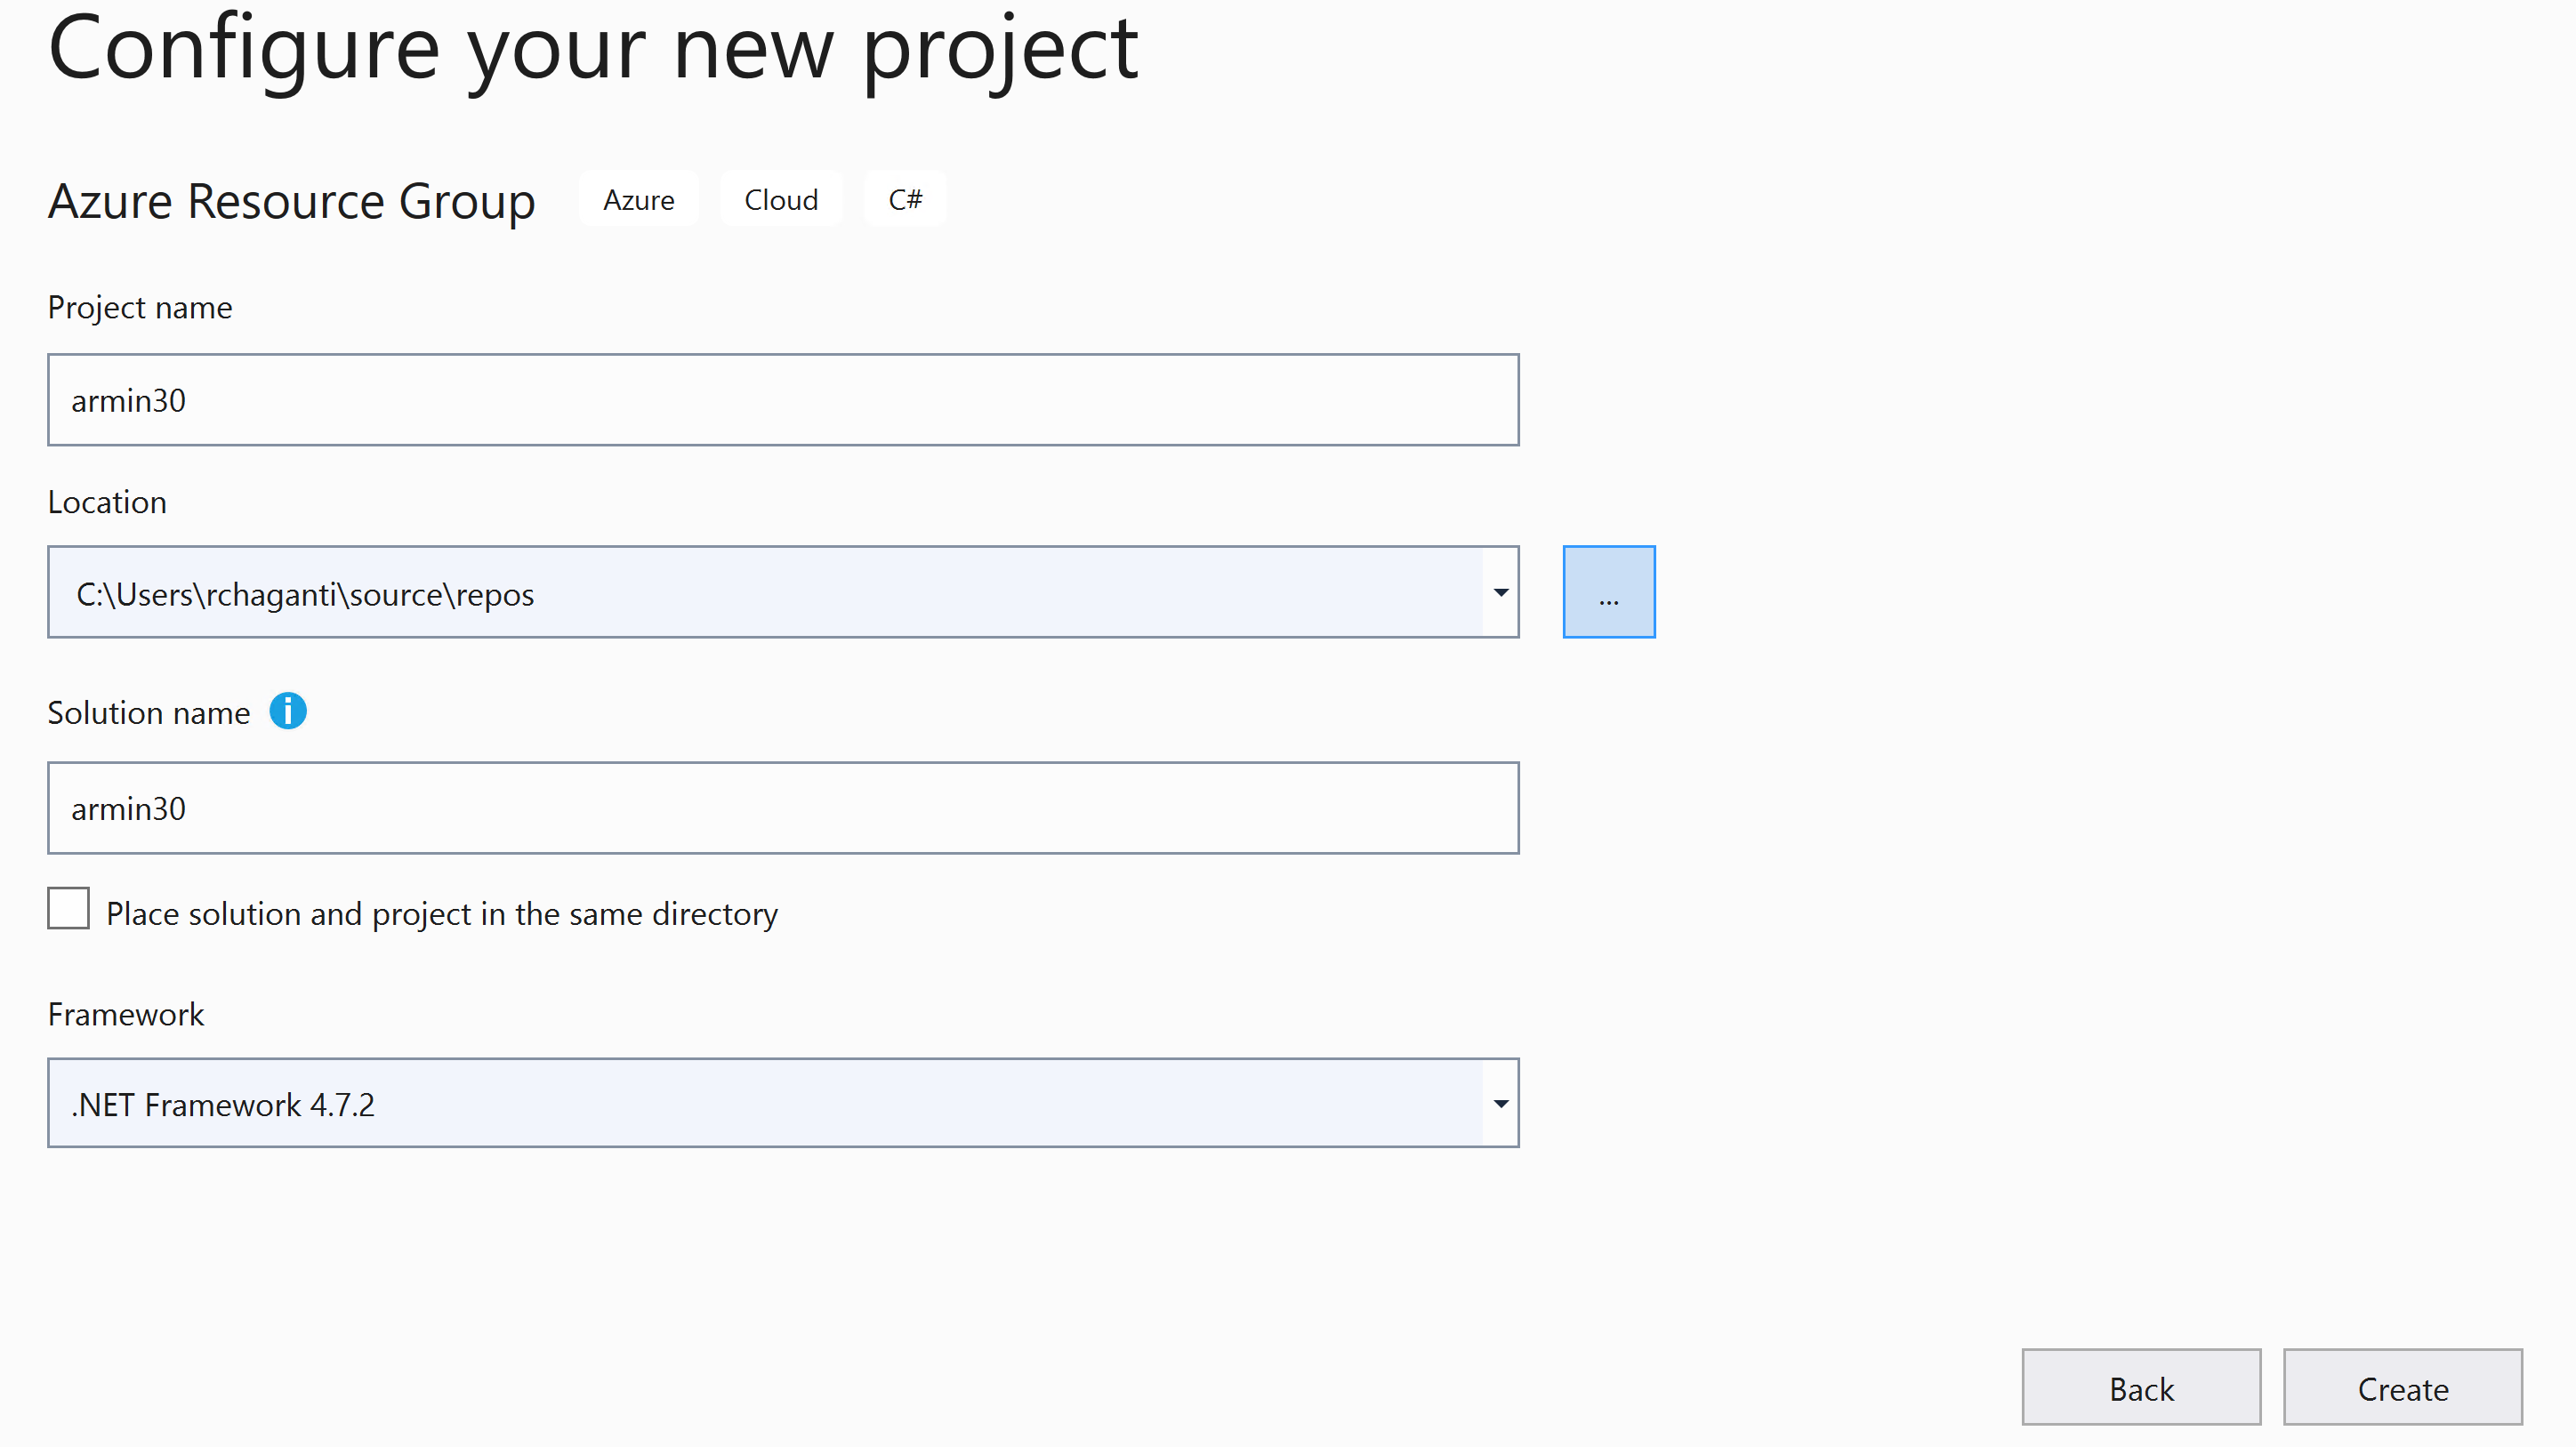 Configure your new project
Azure Resource Group Azure Cloud C#
Project name
armin30
Location
C:\Users\rchaganti\source\repos
...
Solution name
armin30
Place solution and project in the same directory
Framework
.NET Framework 4.7.2
Back Create